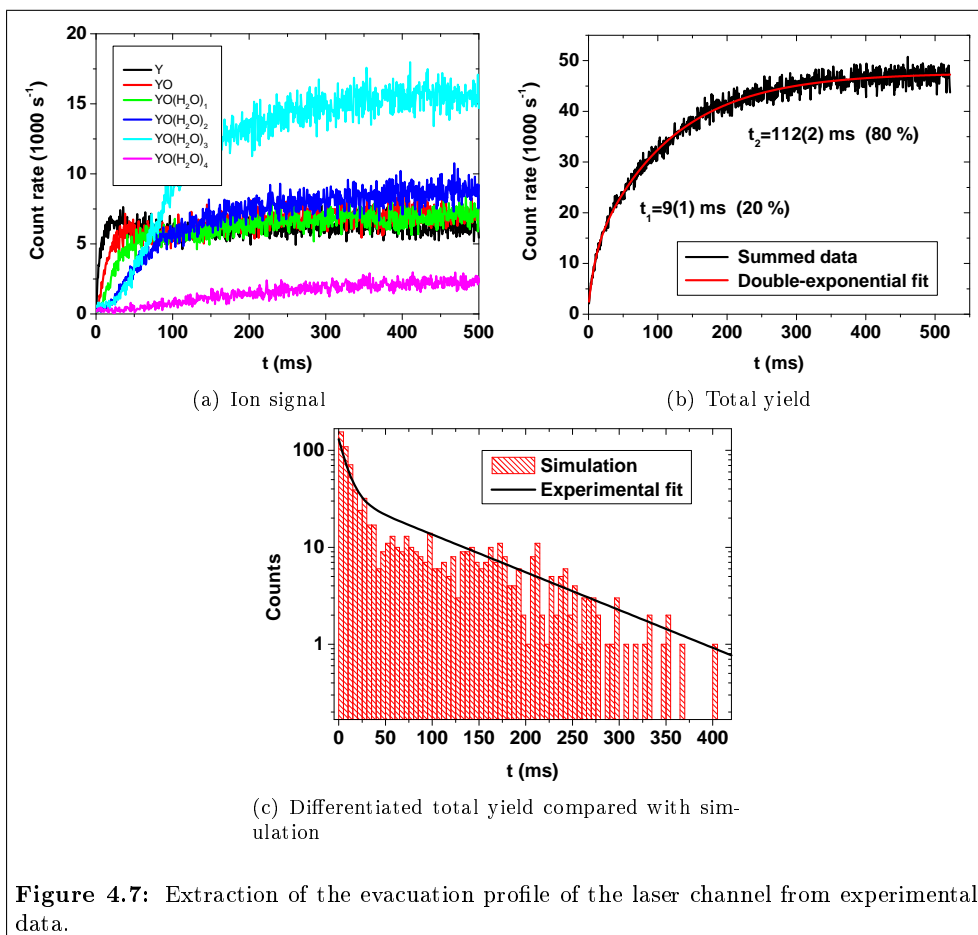 Count rate (1000 s⁻¹)
20
15
10
5
0
Y
YO
YO(H₂O)₁
YO(H₂O)₂
YO(H₂O)₃
YO(H₂O)₄
0 100 200 300 400 500
t (ms)
(a) Ion signal
Count rate (1000 s⁻¹)
50
40
30
20
10
0
t₂=112(2) ms (80 %)
t₁=9(1) ms (20 %)
Summed data
Double-exponential fit
0 100 200 300 400 500
t (ms)
(b) Total yield
Counts
100
10
1
Simulation
Experimental fit
0 50 100 150 200 250 300 350 400
t (ms)
(c) Differentiated total yield compared with sim-
ulation
Figure 4.7: Extraction of the evacuation profile of the laser channel from experimental
data.